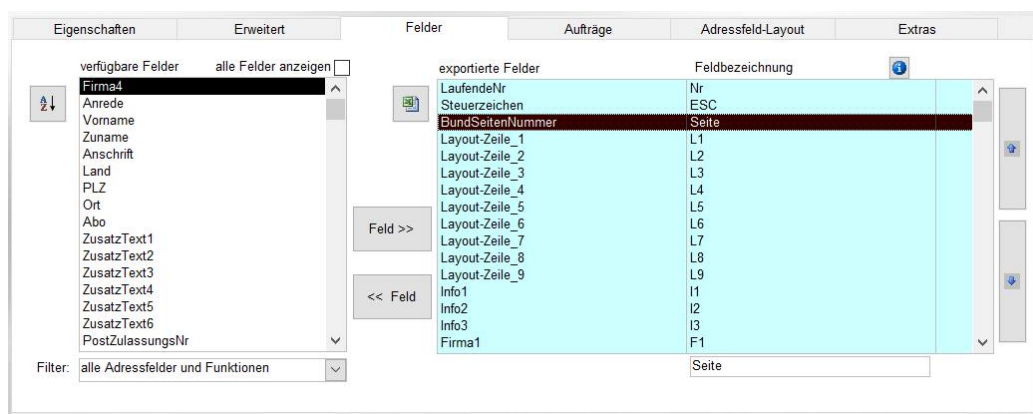 Eigenschaften Erweitert Felder Aufträge Adressfeld-Layout Extras
verfügbare Felder alle Felder anzeigen
Firma4
Anrede
Vorname
Zuname
Anschrift
Land
PLZ
Ort
Abo
ZusatzText1
ZusatzText2
ZusatzText3
ZusatzText4
ZusatzText5
ZusatzText6
PostZulassungsNr
Filter: alle Adressfelder und Funktionen
Feld >>
<< Feld
exportierte Felder Feldbezeichnung
LaufendeNr Nr
Steuerzeichen ESC
BundSeitenNummer Seite
Layout-Zeile_1 L1
Layout-Zeile_2 L2
Layout-Zeile_3 L3
Layout-Zeile_4 L4
Layout-Zeile_5 L5
Layout-Zeile_6 L6
Layout-Zeile_7 L7
Layout-Zeile_8 L8
Layout-Zeile_9 L9
Info1 I1
Info2 I2
Info3 I3
Firma1 F1
Seite